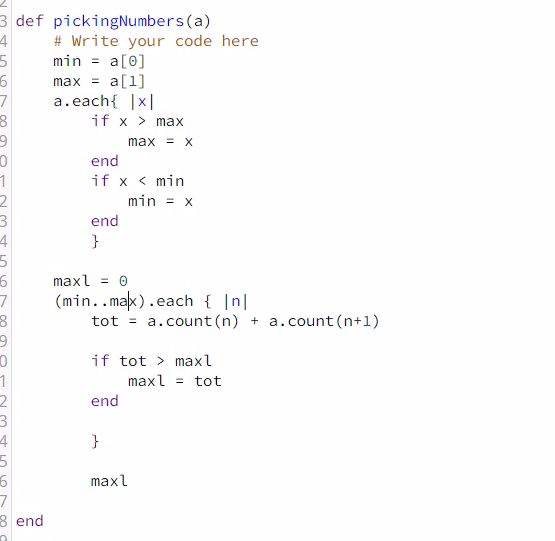 2
3 def pickingNumbers(a)
4     # Write your code here
5     min = a[0]
6     max = a[1]
7     a.each{ |x|
8         if x > max
9             max = x
0         end
1         if x < min
2             min = x
3         end
4         }
5
6     maxl = 0
7     (min..max).each { |n|
8         tot = a.count(n) + a.count(n+1)
9
0         if tot > maxl
1             maxl = tot
2         end
3
4         }
5
6         maxl
7
8 end
9